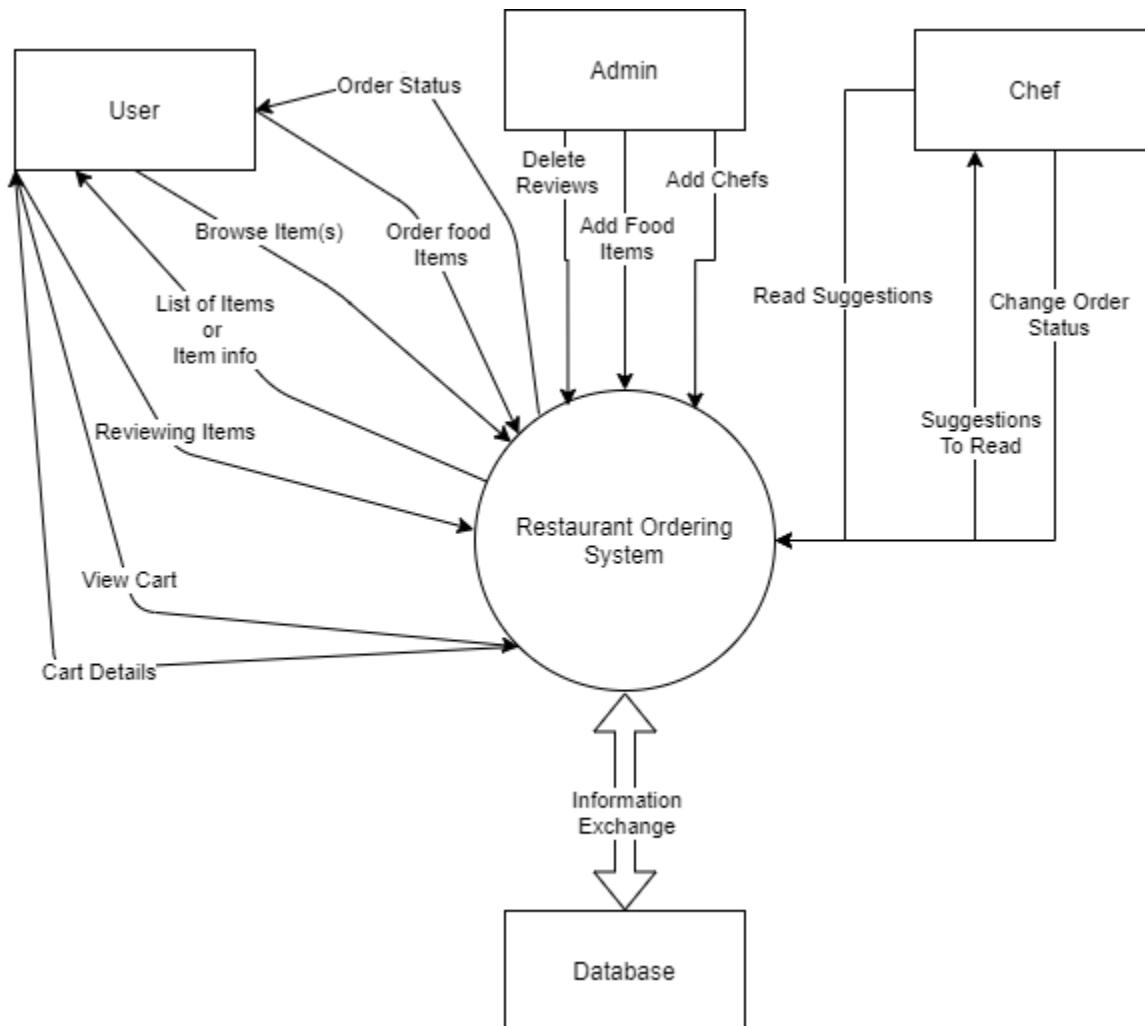 User
Admin
Chef
Order Status
Delete
Reviews
Add Chefs
Add Food
Items
Browse Item(s)
Order food
Items
List of Items
or
Item info
Read Suggestions
Change Order
Status
Reviewing Items
Suggestions
To Read
Restaurant Ordering
System
View Cart
Cart Details
Information
Exchange
Database